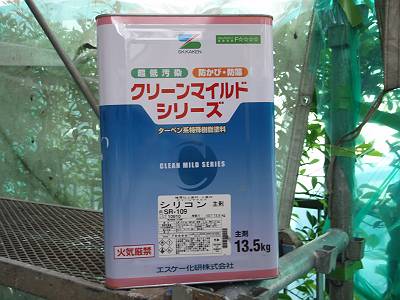 SKKAKEN
F☆☆☆☆
超低汚染
防かび・防藻
クリーンマイルド
シリーズ
ターペン系特殊樹脂塗料
CLEAN MILD SERIES
シリコン 主剤
SR-109
主剤
13.5kg
火気厳禁
エスケー化研株式会社